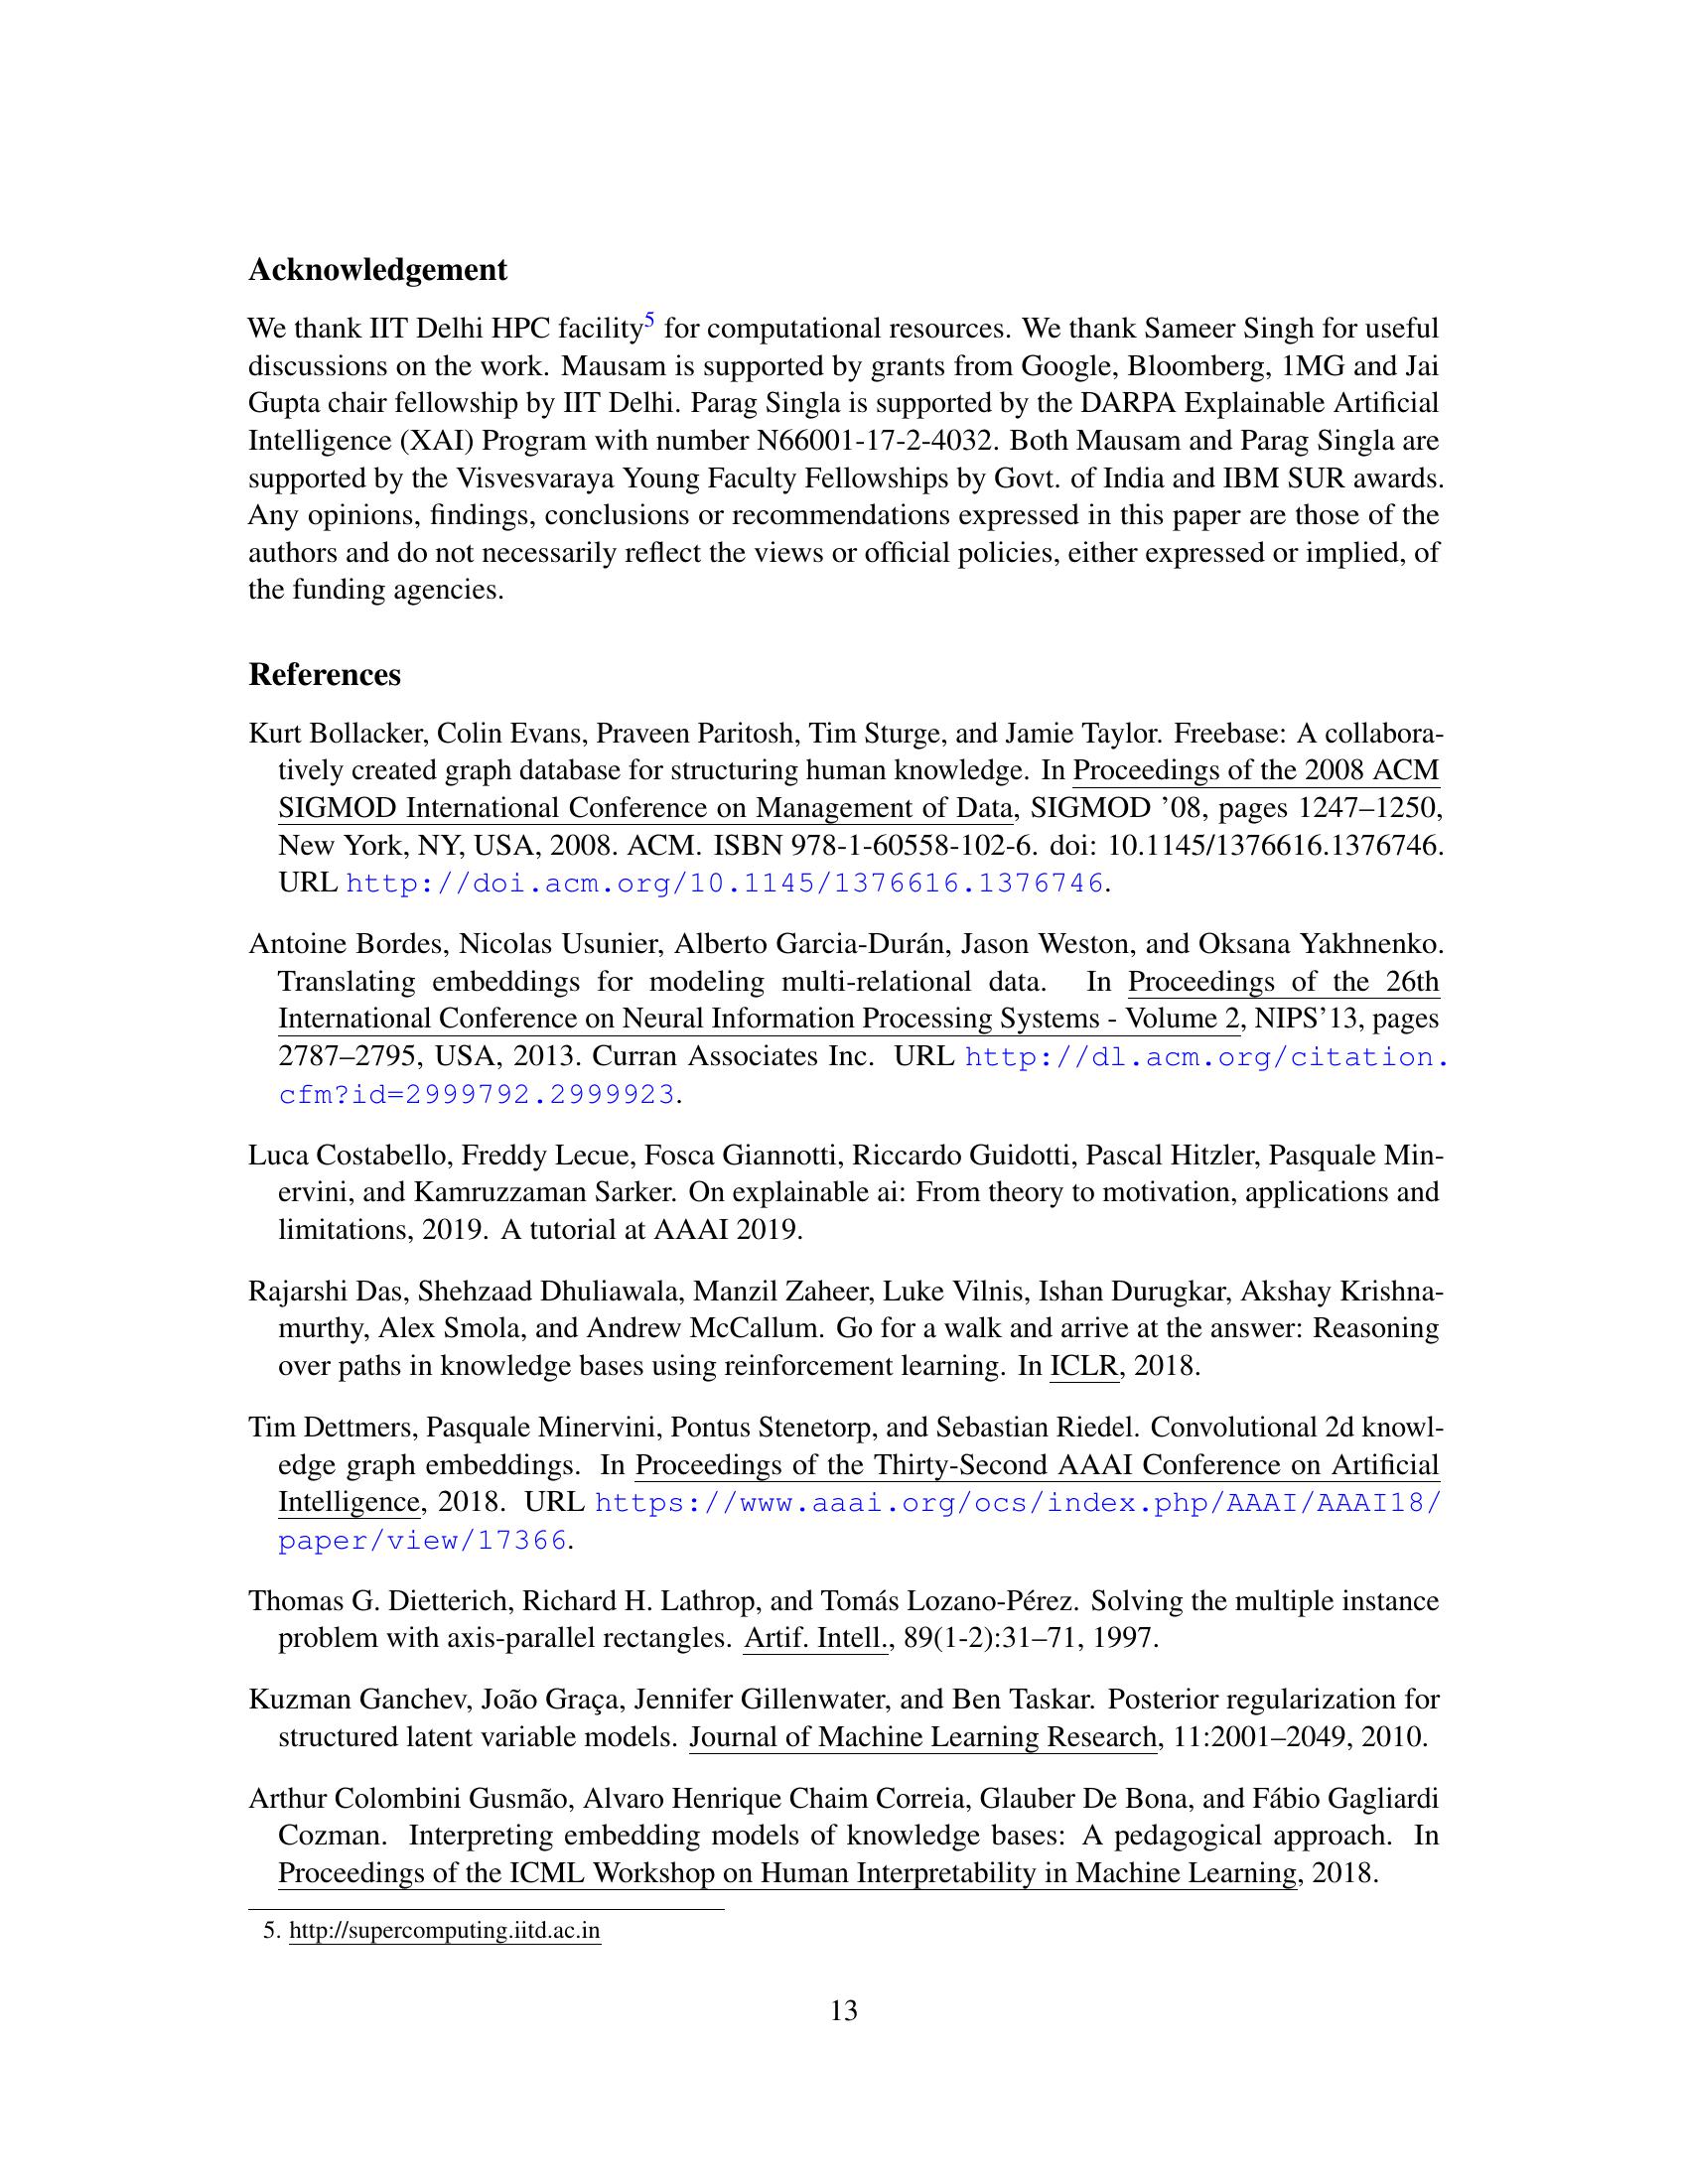 Acknowledgement
We thank IIT Delhi HPC facility5 for computational resources. We thank Sameer Singh for useful
discussions on the work. Mausam is supported by grants from Google, Bloomberg, 1MG and Jai
Gupta chair fellowship by IIT Delhi. Parag Singla is supported by the DARPA Explainable Artificial
Intelligence (XAI) Program with number N66001-17-2-4032. Both Mausam and Parag Singla are
supported by the Visvesvaraya Young Faculty Fellowships by Govt. of India and IBM SUR awards.
Any opinions, findings, conclusions or recommendations expressed in this paper are those of the
authors and do not necessarily reflect the views or official policies, either expressed or implied, of
the funding agencies.
References
Kurt Bollacker, Colin Evans, Praveen Paritosh, Tim Sturge, and Jamie Taylor. Freebase: A collabora-
tively created graph database for structuring human knowledge. In Proceedings of the 2008 ACM
SIGMOD International Conference on Management of Data, SIGMOD ’08, pages 1247–1250,
New York, NY, USA, 2008. ACM. ISBN 978-1-60558-102-6. doi: 10.1145/1376616.1376746.
URL http://doi.acm.org/10.1145/1376616.1376746.
Antoine Bordes, Nicolas Usunier, Alberto Garcia-Durán, Jason Weston, and Oksana Yakhnenko.
Translating embeddings for modeling multi-relational data. In Proceedings of the 26th
International Conference on Neural Information Processing Systems - Volume 2, NIPS’13, pages
2787–2795, USA, 2013. Curran Associates Inc. URL http://dl.acm.org/citation.
cfm?id=2999792.2999923.
Luca Costabello, Freddy Lecue, Fosca Giannotti, Riccardo Guidotti, Pascal Hitzler, Pasquale Min-
ervini, and Kamruzzaman Sarker. On explainable ai: From theory to motivation, applications and
limitations, 2019. A tutorial at AAAI 2019.
Rajarshi Das, Shehzaad Dhuliawala, Manzil Zaheer, Luke Vilnis, Ishan Durugkar, Akshay Krishna-
murthy, Alex Smola, and Andrew McCallum. Go for a walk and arrive at the answer: Reasoning
over paths in knowledge bases using reinforcement learning. In ICLR, 2018.
Tim Dettmers, Pasquale Minervini, Pontus Stenetorp, and Sebastian Riedel. Convolutional 2d knowl-
edge graph embeddings. In Proceedings of the Thirty-Second AAAI Conference on Artificial
Intelligence, 2018. URL https://www.aaai.org/ocs/index.php/AAAI/AAAI18/
paper/view/17366.
Thomas G. Dietterich, Richard H. Lathrop, and Tomás Lozano-Pérez. Solving the multiple instance
problem with axis-parallel rectangles. Artif. Intell., 89(1-2):31–71, 1997.
Kuzman Ganchev, João Graça, Jennifer Gillenwater, and Ben Taskar. Posterior regularization for
structured latent variable models. Journal of Machine Learning Research, 11:2001–2049, 2010.
Arthur Colombini Gusmão, Alvaro Henrique Chaim Correia, Glauber De Bona, and Fábio Gagliardi
Cozman. Interpreting embedding models of knowledge bases: A pedagogical approach. In
Proceedings of the ICML Workshop on Human Interpretability in Machine Learning, 2018.
5. http://supercomputing.iitd.ac.in
13